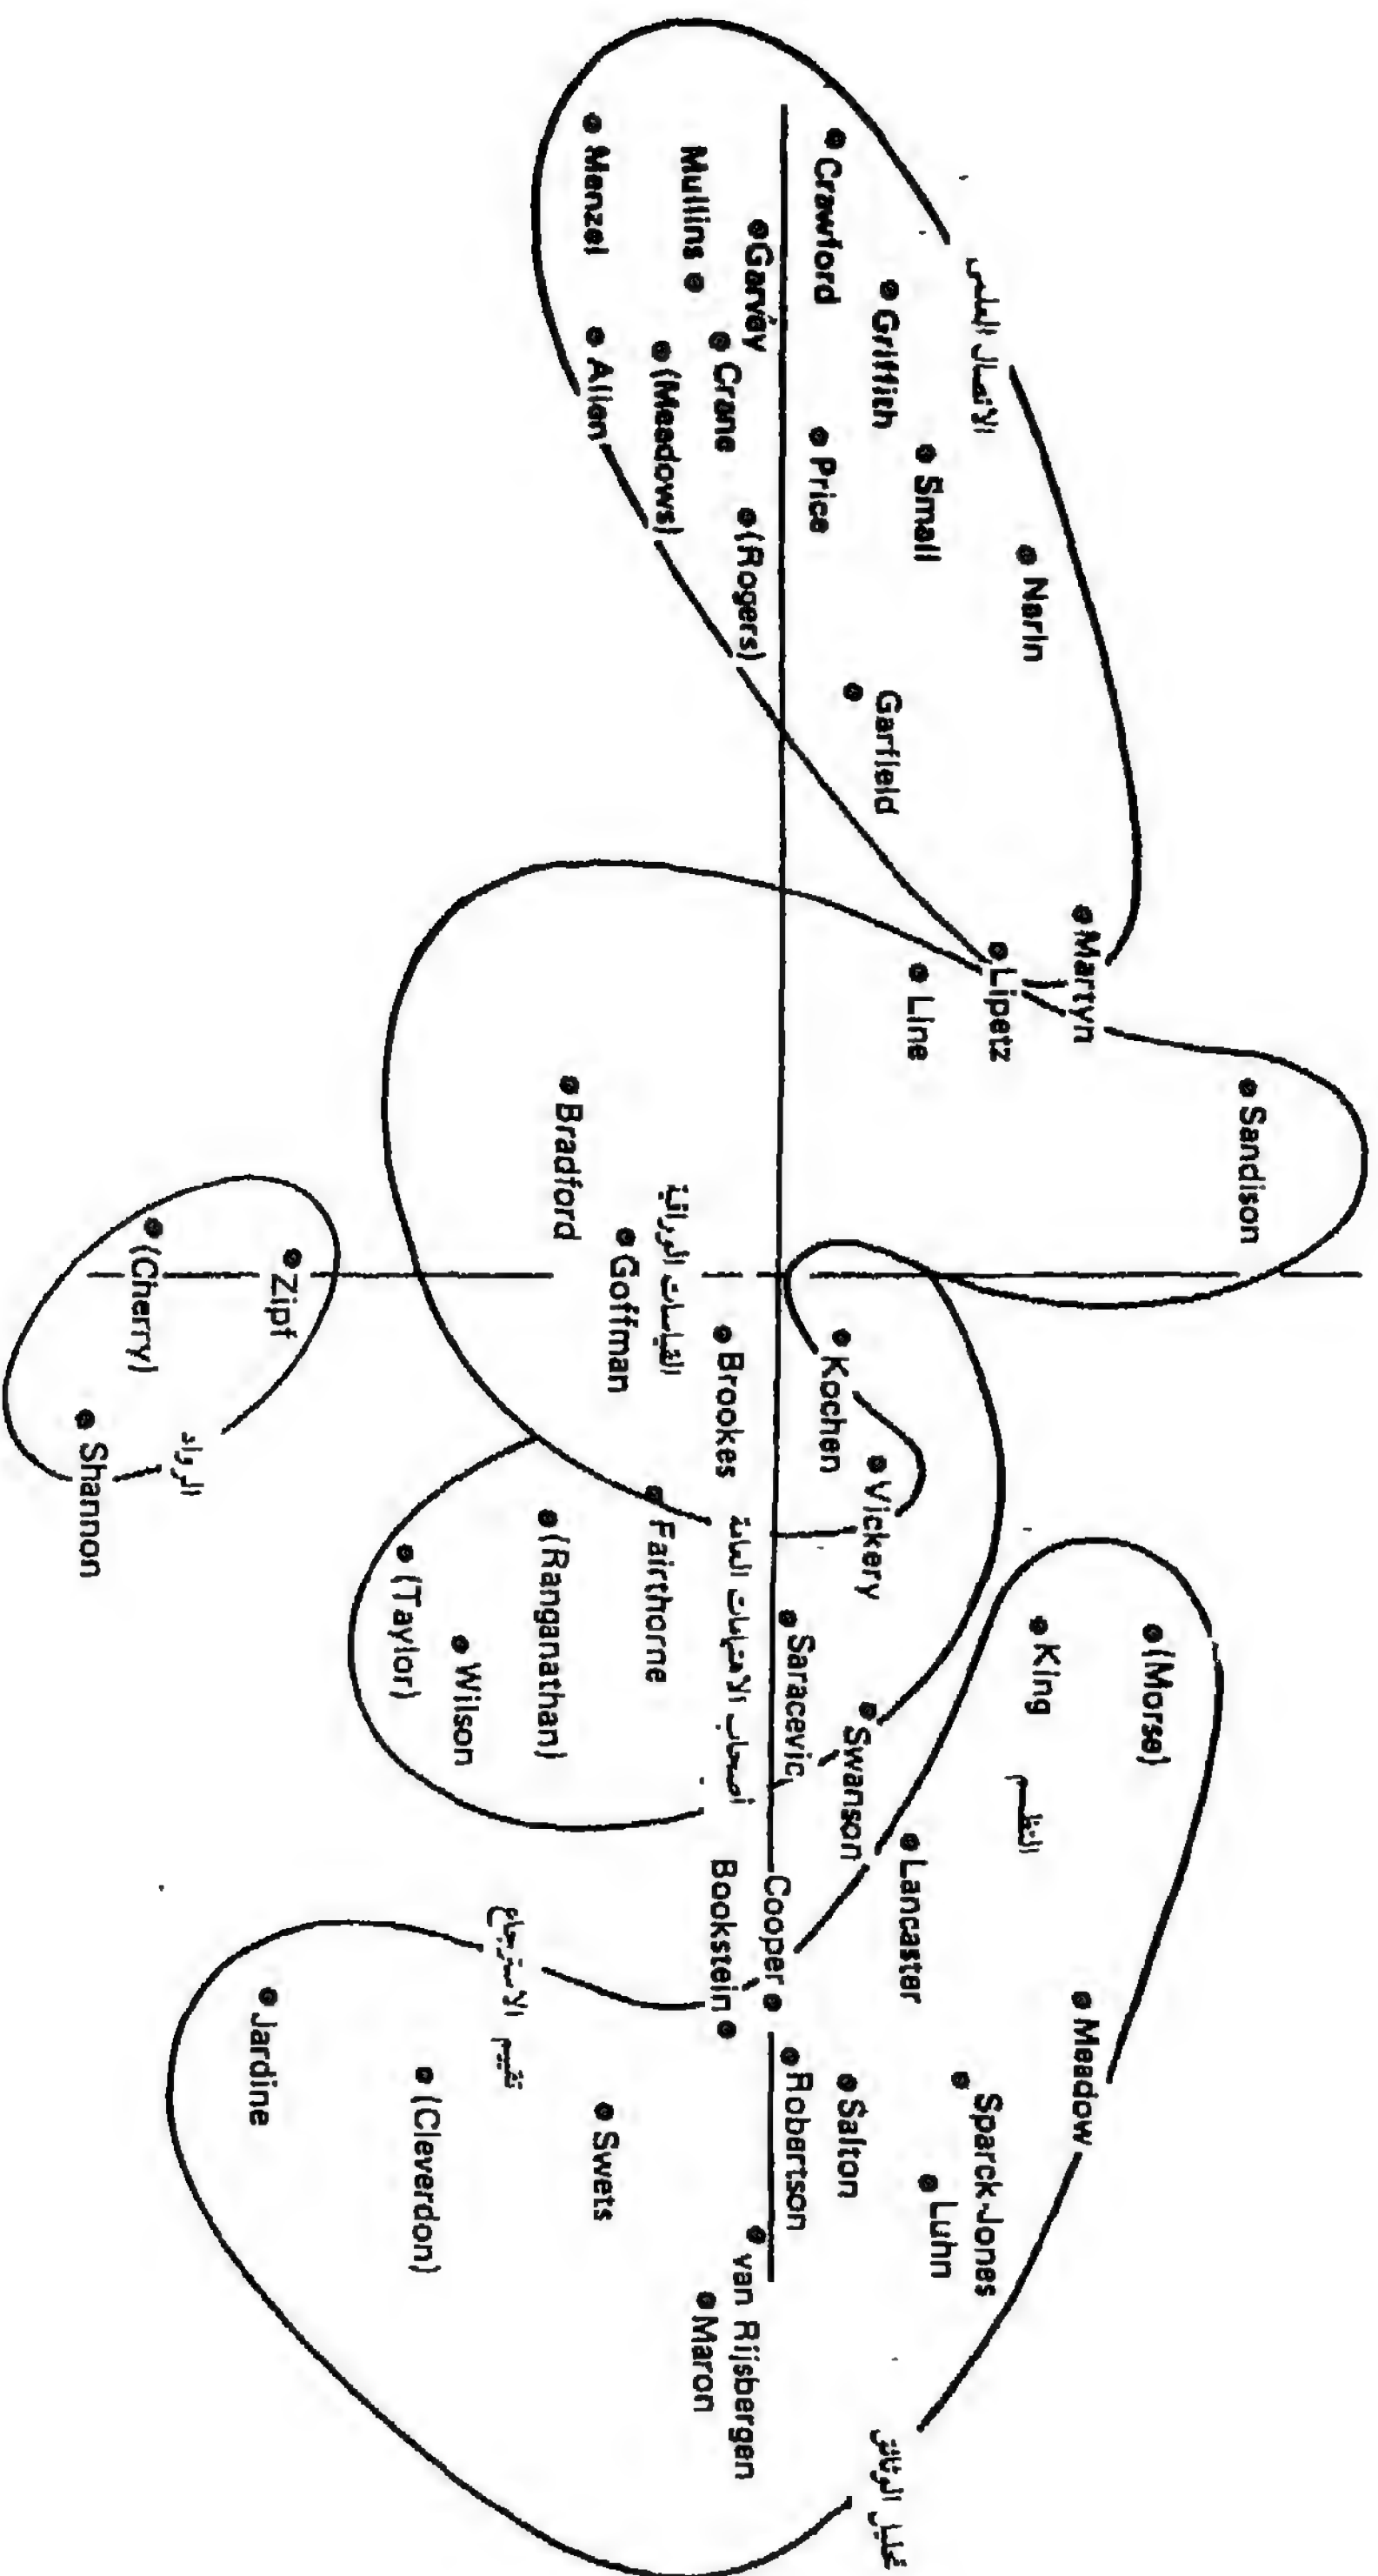 Sandison
(Morse)
Martyn
Meadow
Narin
King
النظم
Lipetz
الاتصال العلمى
Sparck-Jones
Small
Line
Lancaster
Luhn
Griffith
Garfield
Vickery
Swanson
Salton
تحليل الوثائق
Crawford
Price
Kochen
Saracevic
Robertson
Cooper
Garvey
(Rogers)
Brookes
أصحاب الاهتمامات العامة
Bookstein
van Rijsbergen
Crane
Maron
Mullins
(Meadows)
القياسات الوراقية
Fairthorne
Goffman
Menzel
Allen
Bradford
(Ranganathan)
Swets
تقييم الاسترجاع
Wilson
(Taylor)
(Cleverdon)
Zipf
Jardine
الرواد
(Cherry)
Shannon